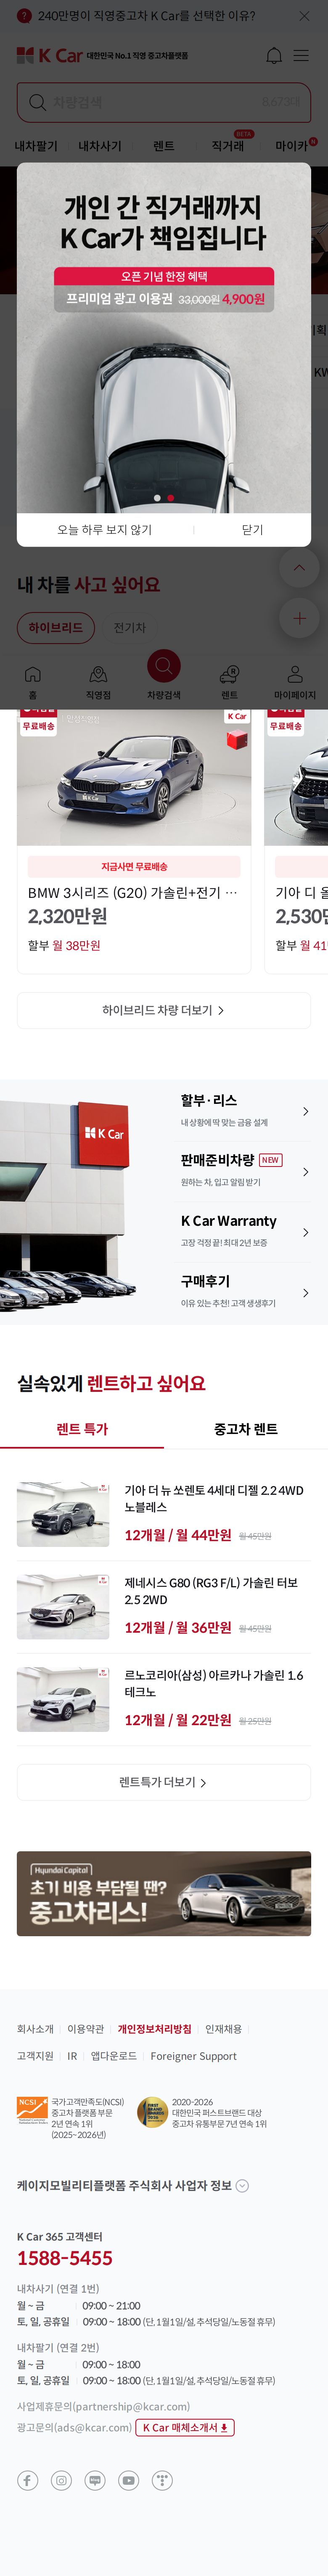 240만명이 직영중고차 K Car를 선택한 이유?
K Car 대한민국 No.1 직영 중고차플랫폼
차량검색
내차팔기 내차사기 렌트 직거래 BETA 마이카 N
개인 간 직거래까지
K Car가 책임집니다
오픈 기념 한정 혜택
프리미엄 광고 이용권 33,000원 4,900원
오늘 하루 보지 않기 닫기
내 차를 사고 싶어요
하이브리드 전기차
홈 직영점 차량검색 렌트 마이페이지
무료배송
K Car
무료배송
지금사면 무료배송
BMW 3시리즈 (G20) 가솔린+전기 …
2,320만원
할부 월 38만원
기아 디 올
2,530만
할부 월 41
하이브리드 차량 더보기
K Car
할부·리스
내 상황에 딱 맞는 금융 설계
판매준비차량 NEW
원하는 차, 입고 알림 받기
K Car Warranty
고장 걱정 끝! 최대 2년 보증
구매후기
이유 있는 추천! 고객 생생후기
실속있게 렌트하고 싶어요
렌트 특가 중고차 렌트
기아 더 뉴 쏘렌토 4세대 디젤 2.2 4WD
노블레스
12개월 / 월 44만원 월 45만원
제네시스 G80 (RG3 F/L) 가솔린 터보
2.5 2WD
12개월 / 월 36만원 월 45만원
르노코리아(삼성) 아르카나 가솔린 1.6
테크노
12개월 / 월 22만원 월 25만원
렌트특가 더보기
Hyundai Capital
초기 비용 부담될 땐?
중고차리스!
회사소개 이용약관 개인정보처리방침 인재채용
고객지원 IR 앱다운로드 Foreigner Support
NCSI
국가고객만족도(NCSI)
중고차 플랫폼 부문
2년 연속 1위
(2025~2026년)
2020-2026
대한민국 퍼스트브랜드 대상
중고차 유통부문 7년 연속 1위
케이지모빌리티플랫폼 주식회사 사업자 정보
K Car 365 고객센터
1588-5455
내차사기 (연결 1번)
월 ~ 금 09:00 ~ 21:00
토, 일, 공휴일 09:00 ~ 18:00 (단, 1월1일/설,추석당일/노동절 휴무)
내차팔기 (연결 2번)
월 ~ 금 09:00 ~ 18:00
토, 일, 공휴일 09:00 ~ 18:00 (단, 1월1일/설,추석당일/노동절 휴무)
사업제휴문의(partnership@kcar.com)
광고문의(ads@kcar.com) K Car 매체소개서